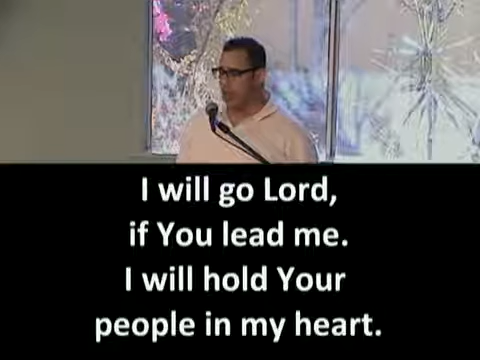 I will go Lord,
if You lead me.
I will hold Your
people in my heart.